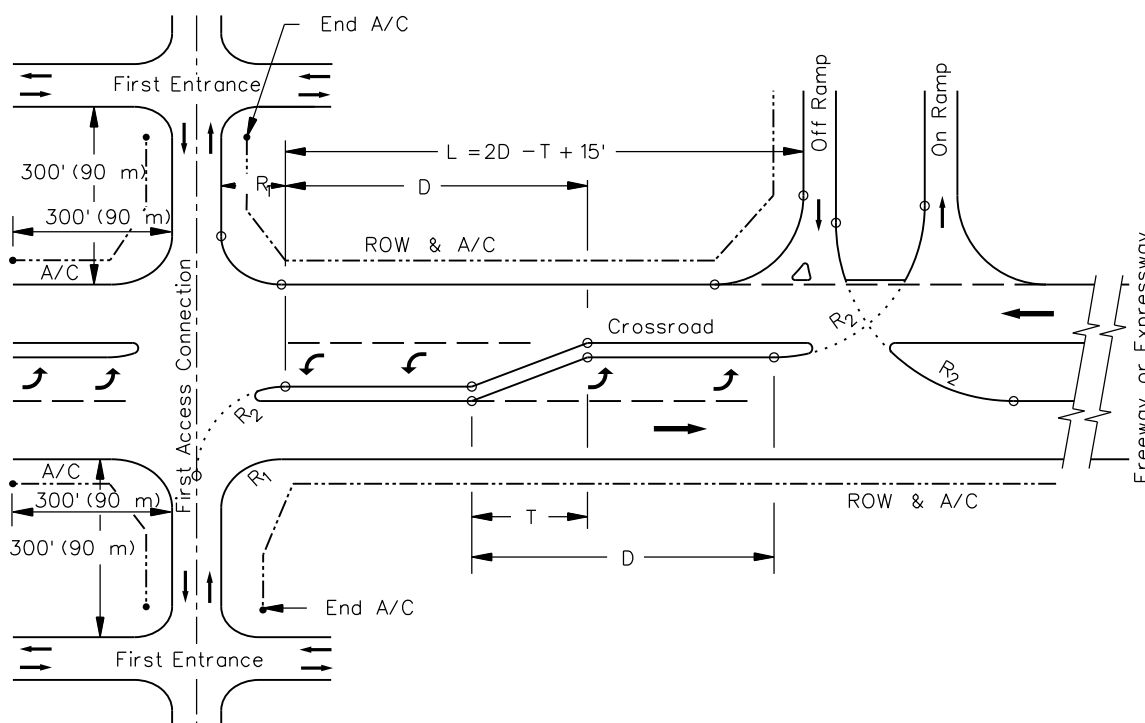 End A/C
First Entrance
Off Ramp
On Ramp
L = 2D - T + 15'
300' (90 m)
R1
D
300' (90 m)
ROW & A/C
A/C
First Access Connection
Crossroad
R2
R2
Freeway or Expressway
R2
A/C
R1
300' (90 m)
ROW & A/C
T
300' (90 m)
D
End A/C
First Entrance